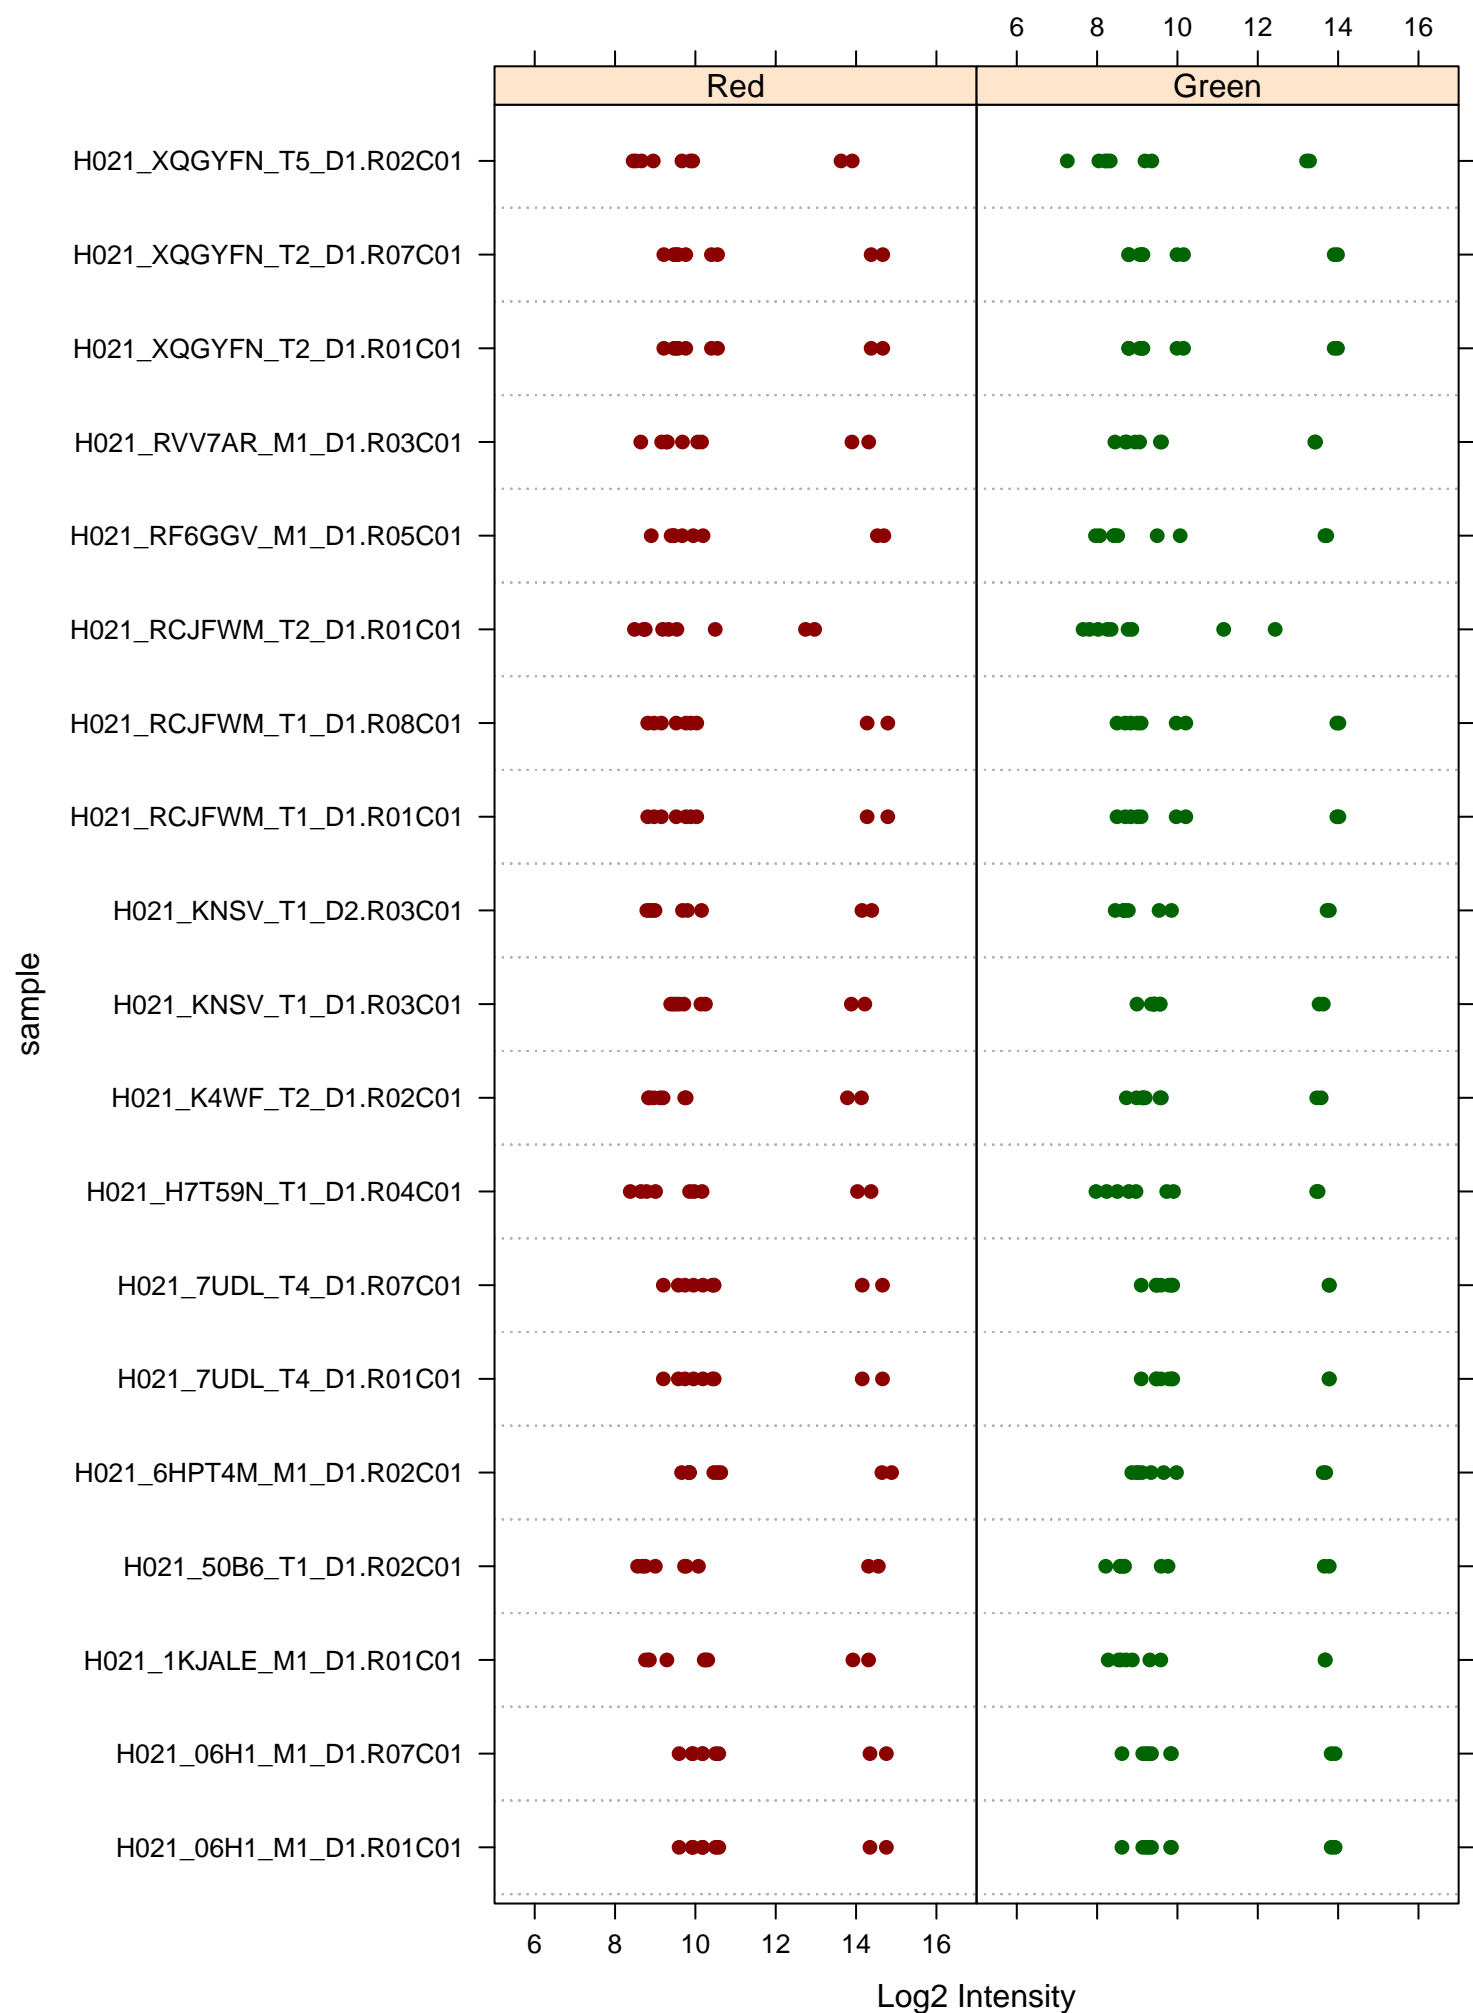 6 8 10 12 14 16
Red Green
H021_XQGYFN_T5_D1.R02C01
H021_XQGYFN_T2_D1.R07C01
H021_XQGYFN_T2_D1.R01C01
H021_RVV7AR_M1_D1.R03C01
H021_RF6GGV_M1_D1.R05C01
H021_RCJFWM_T2_D1.R01C01
H021_RCJFWM_T1_D1.R08C01
H021_RCJFWM_T1_D1.R01C01
H021_KNSV_T1_D2.R03C01
sample
H021_KNSV_T1_D1.R03C01
H021_K4WF_T2_D1.R02C01
H021_H7T59N_T1_D1.R04C01
H021_7UDL_T4_D1.R07C01
H021_7UDL_T4_D1.R01C01
H021_6HPT4M_M1_D1.R02C01
H021_50B6_T1_D1.R02C01
H021_1KJALE_M1_D1.R01C01
H021_06H1_M1_D1.R07C01
H021_06H1_M1_D1.R01C01
6 8 10 12 14 16
Log2 Intensity